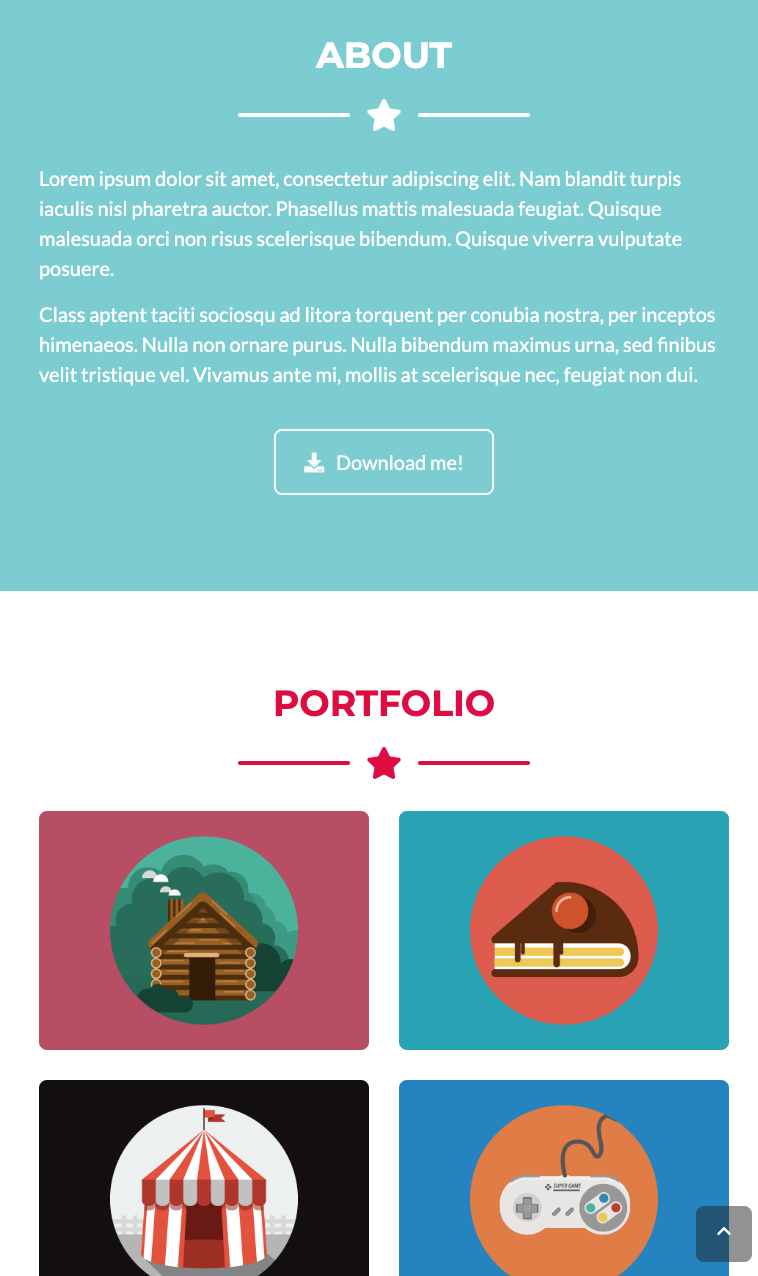 ABOUT
Lorem ipsum dolor sit amet, consectetur adipiscing elit. Nam blandit turpis
iaculis nisl pharetra auctor. Phasellus mattis malesuada feugiat. Quisque
malesuada orci non risus scelerisque bibendum. Quisque viverra vulputate
posuere.
Class aptent taciti sociosqu ad litora torquent per conubia nostra, per inceptos
himenaeos. Nulla non ornare purus. Nulla bibendum maximus urna, sed finibus
velit tristique vel. Vivamus ante mi, mollis at scelerisque nec, feugiat non dui.
Download me!
PORTFOLIO
SUPER GAME